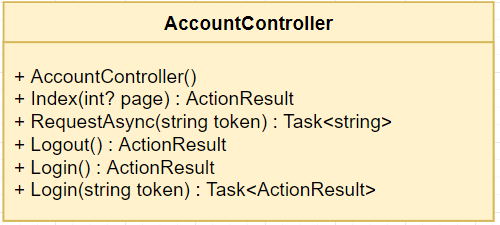 AccountController
+ AccountController()
+ Index(int? page) : ActionResult
+ RequestAsync(string token) : Task<string>
+ Logout() : ActionResult
+ Login() : ActionResult
+ Login(string token) : Task<ActionResult>